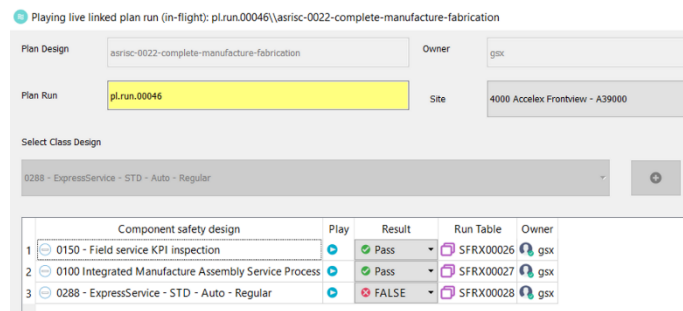 Playing live linked plan run (in-flight): pl.run.00046\\asrisc-0022-complete-manufacture-fabrication
Plan Design asrisc-0022-complete-manufacture-fabrication Owner gsx
Plan Run pl.run.00046 Site 4000 Accelex Frontview - A39000
Select Class Design
0288 - ExpressService - STD - Auto - Regular
Component safety design Play Result Run Table Owner
1 0150 - Field service KPI inspection Pass SFRX00026 gsx
2 0100 Integrated Manufacture Assembly Service Process Pass SFRX00027 gsx
3 0288 - ExpressService - STD - Auto - Regular FALSE SFRX00028 gsx